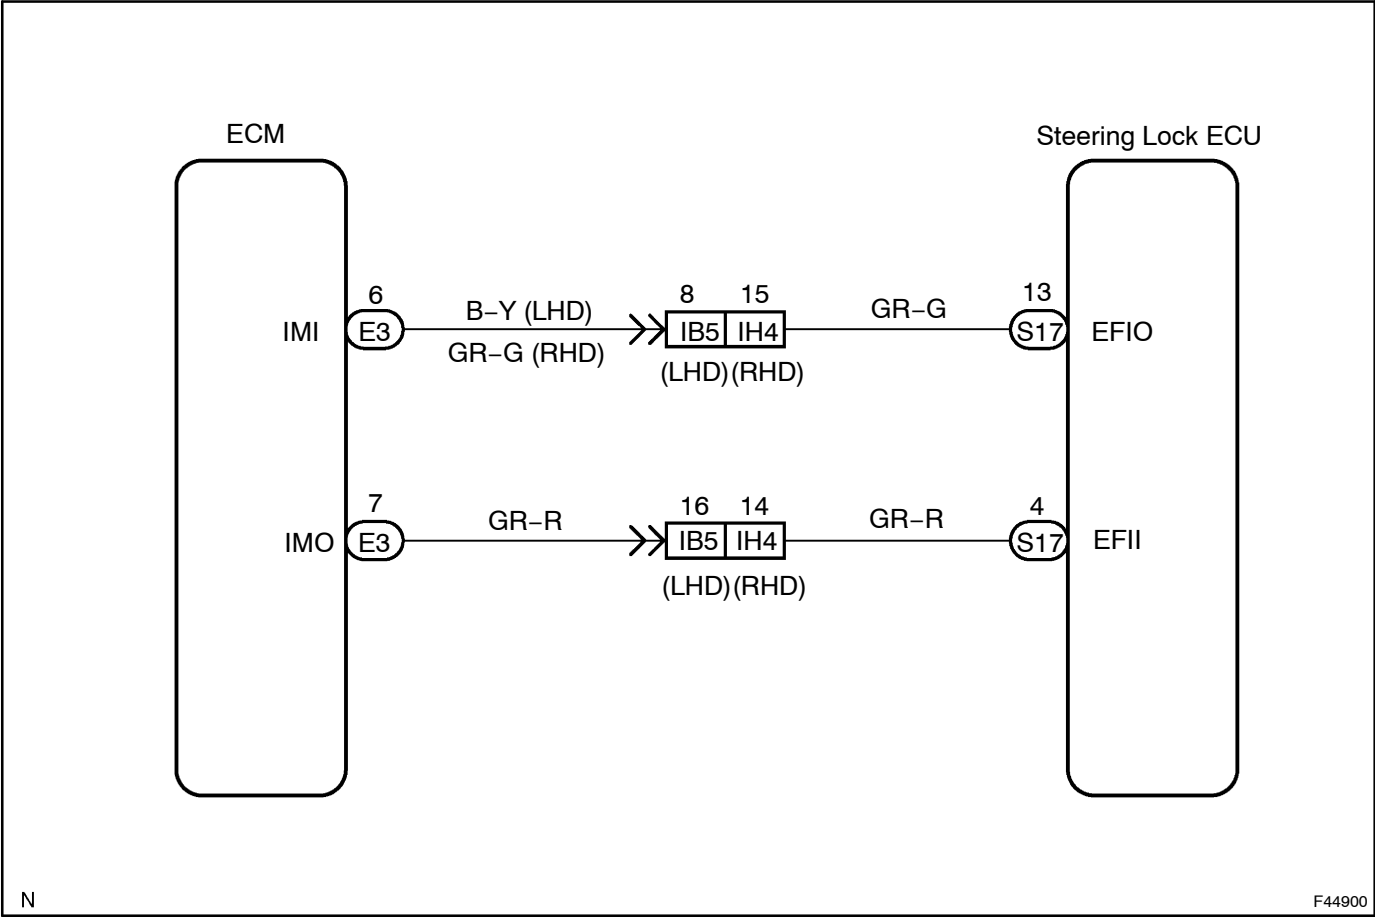 ECM
Steering Lock ECU
6
8
15
13
B−Y (LHD)
GR−G
IMI
E3
IB5
IH4
S17
EFIO
GR−G (RHD)
(LHD)
(RHD)
7
16
14
4
GR−R
GR−R
IMO
E3
IB5
IH4
S17
EFII
(LHD)
(RHD)
N
F44900